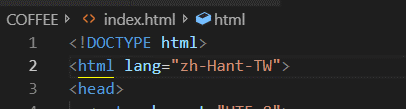 COFFEE > <> index.html > html
1 <!DOCTYPE html>
2 <html lang="zh-Hant-TW">
3 <head>